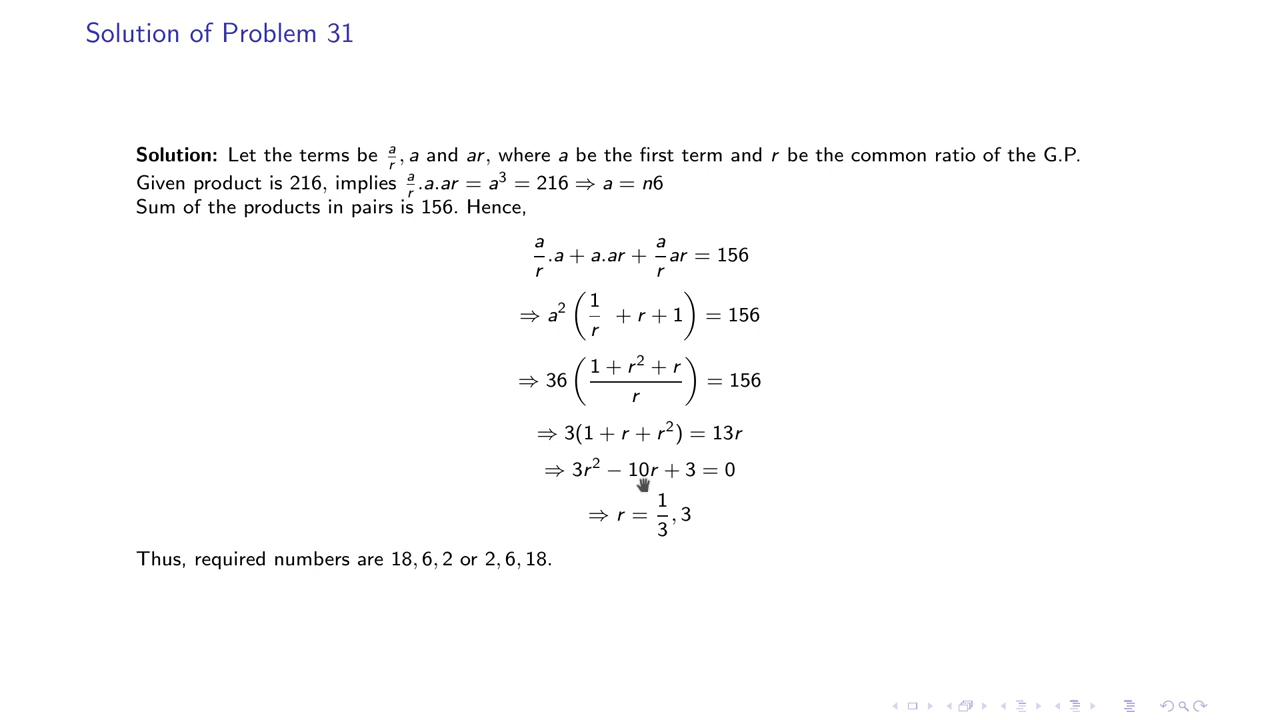 Solution of Problem 31
Solution: Let the terms be a/r, a and ar, where a be the first term and r be the common ratio of the G.P.
Given product is 216, implies a/r.a.ar = a³ = 216 ⇒ a = n6
Sum of the products in pairs is 156. Hence,
a/r.a + a.ar + a/r ar = 156
⇒ a² (1/r + r + 1) = 156
⇒ 36 ((1 + r² + r)/r) = 156
⇒ 3(1 + r + r²) = 13r
⇒ 3r² − 10r + 3 = 0
⇒ r = 1/3, 3
Thus, required numbers are 18, 6, 2 or 2, 6, 18.